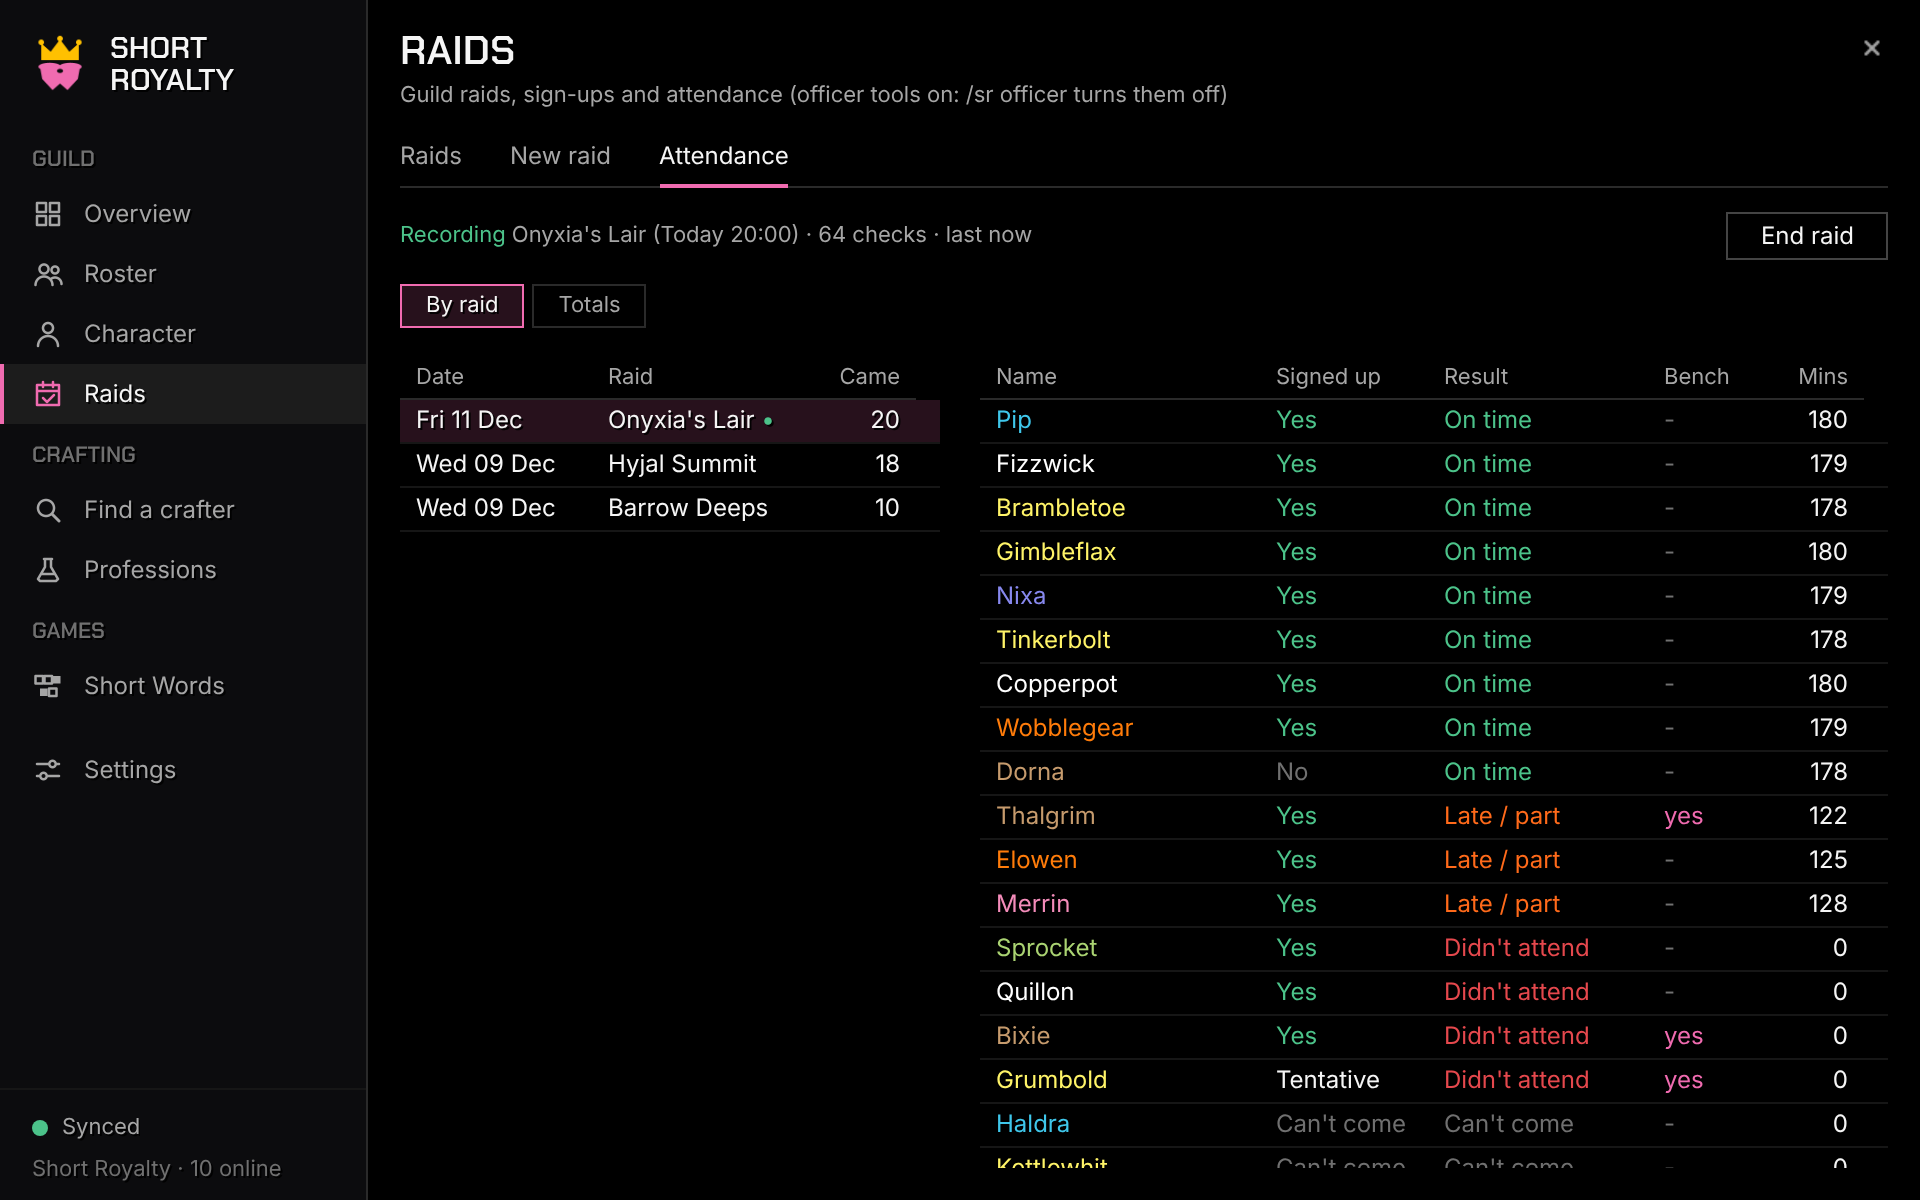 SHORT
ROYALTY
GUILD
Overview
Roster
Character
Raids
CRAFTING
Find a crafter
Professions
GAMES
Short Words
Settings
Synced
Short Royalty · 10 online
RAIDS
Guild raids, sign-ups and attendance (officer tools on: /sr officer turns them off)
Raids New raid Attendance
Recording Onyxia's Lair (Today 20:00) · 64 checks · last now
End raid
By raid Totals
Date Raid Came
Fri 11 Dec Onyxia's Lair • 20
Wed 09 Dec Hyjal Summit 18
Wed 09 Dec Barrow Deeps 10
Name Signed up Result Bench Mins
Pip Yes On time - 180
Fizzwick Yes On time - 179
Brambletoe Yes On time - 178
Gimbleflax Yes On time - 180
Nixa Yes On time - 179
Tinkerbolt Yes On time - 178
Copperpot Yes On time - 180
Wobblegear Yes On time - 179
Dorna No On time - 178
Thalgrim Yes Late / part yes 122
Elowen Yes Late / part - 125
Merrin Yes Late / part - 128
Sprocket Yes Didn't attend - 0
Quillon Yes Didn't attend - 0
Bixie Yes Didn't attend yes 0
Grumbold Tentative Didn't attend yes 0
Haldra Can't come Can't come - 0
Can't come Can't come - 0